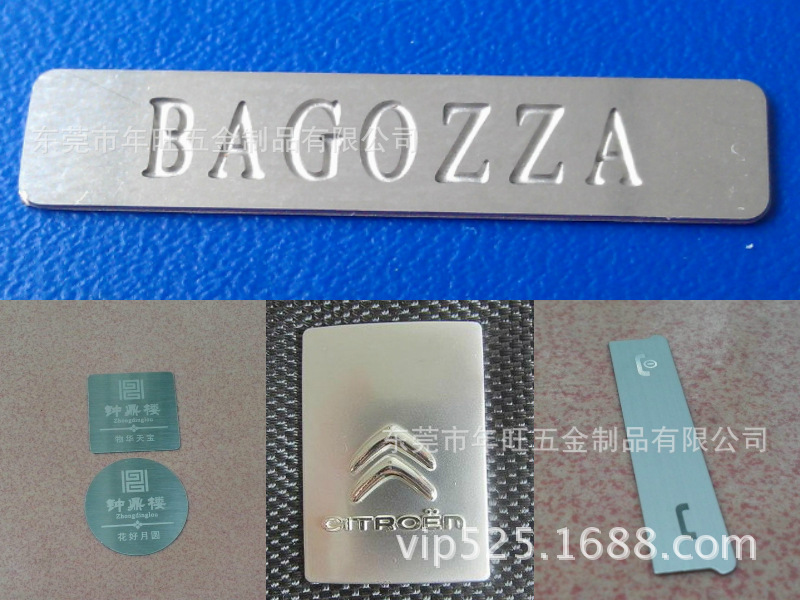 BAGOZZA
东莞市年旺五金制品有限公司
钟鼎楼
Zhongdinglou
物华天宝
钟鼎楼
Zhongdinglou
花好月圆
东莞市年旺五金制品有限公司
CITROËN
vip525.1688.com